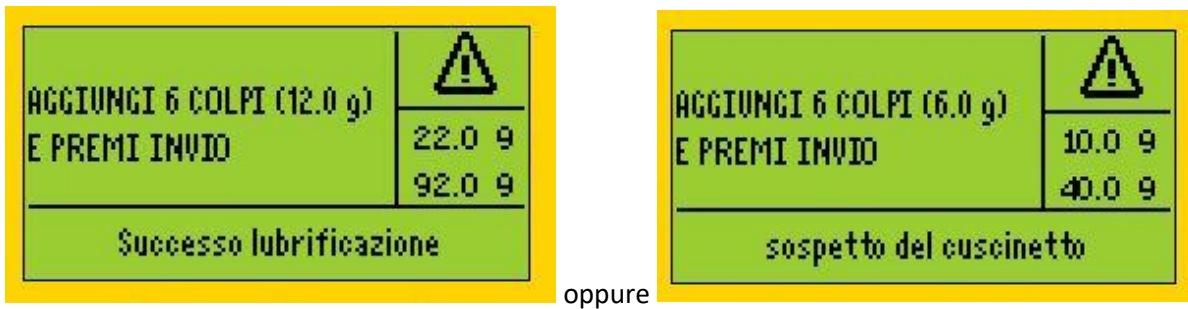 AGGIUNGI 6 COLPI (12.0 g)
E PREMI INVIO
22.0 g
92.0 g
Successo lubrificazione
oppure
AGGIUNGI 6 COLPI (6.0 g)
E PREMI INVIO
10.0 g
40.0 g
sospetto del cuscinetto